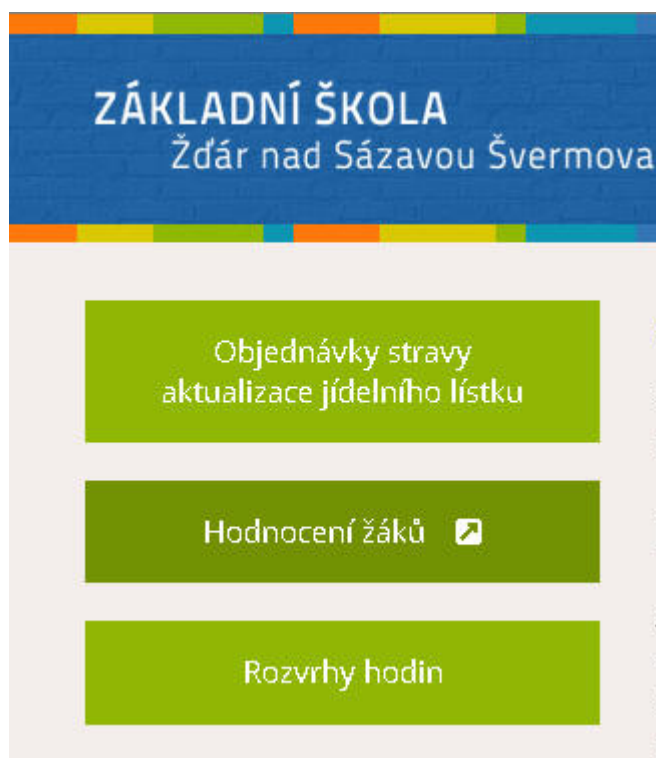 ZÁKLADNÍ ŠKOLA
Žďár nad Sázavou Švermova
Objednávky stravy
aktualizace jídelního lístku
Hodnocení žáků
Rozvrhy hodin